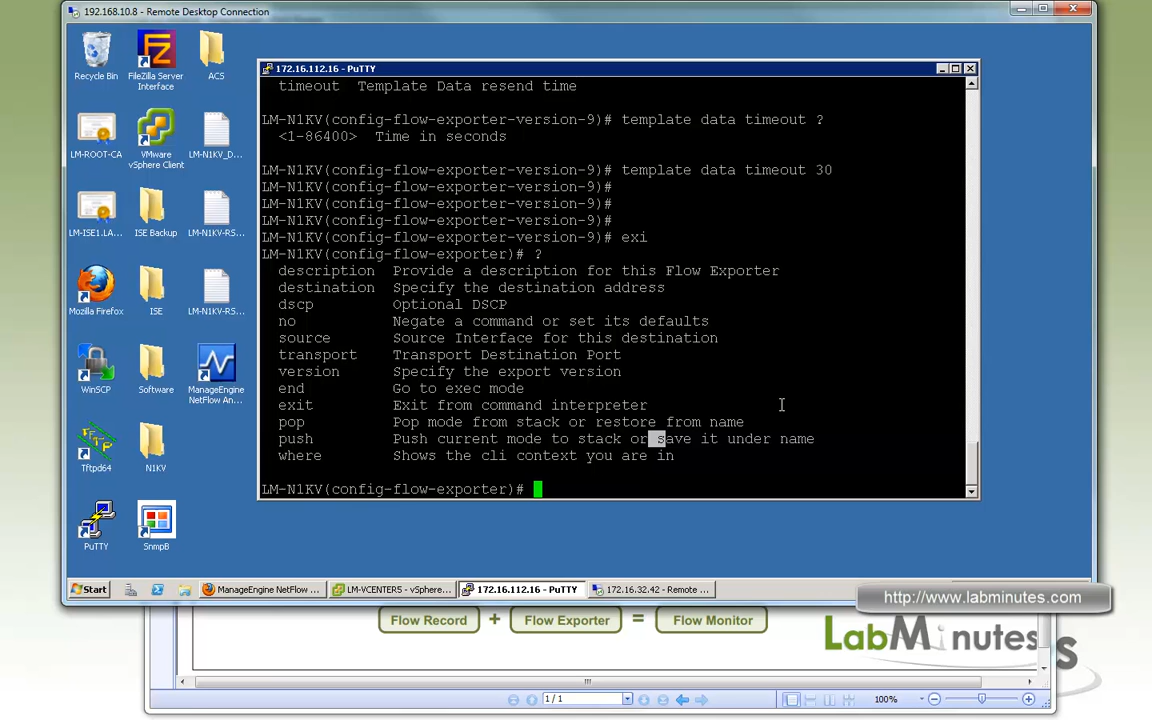 192.168.10.8 - Remote Desktop Connection
Recycle Bin
FileZilla Server Interface
ACS
LM-ROOT-CA
VMware vSphere Client
LM-N1KV_D...
LM-ISE1.LA...
ISE Backup
LM-N1KV-RS...
Mozilla Firefox
ISE
LM-N1KV-RS...
WinSCP
Software
ManageEngine NetFlow An...
Tftpd64
N1KV
PuTTY
SnmpB
172.16.112.16 - PuTTY
timeout Template Data resend time
LM-N1KV(config-flow-exporter-version-9)# template data timeout ?
<1-86400> Time in seconds
LM-N1KV(config-flow-exporter-version-9)# template data timeout 30
LM-N1KV(config-flow-exporter-version-9)#
LM-N1KV(config-flow-exporter-version-9)#
LM-N1KV(config-flow-exporter-version-9)#
LM-N1KV(config-flow-exporter-version-9)# exi
LM-N1KV(config-flow-exporter)# ?
description Provide a description for this Flow Exporter
destination Specify the destination address
dscp Optional DSCP
no Negate a command or set its defaults
source Source Interface for this destination
transport Transport Destination Port
version Specify the export version
end Go to exec mode
exit Exit from command interpreter
pop Pop mode from stack or restore from name
push Push current mode to stack or save it under name
where Shows the cli context you are in
LM-N1KV(config-flow-exporter)#
Start
ManageEngine NetFlow ...
LM-VCENTER5 - vSphere...
172.16.112.16 - PuTTY
172.16.32.42 - Remote ...
http://www.labminutes.com
Flow Record + Flow Exporter = Flow Monitor
LabMinutes
1 / 1
100%